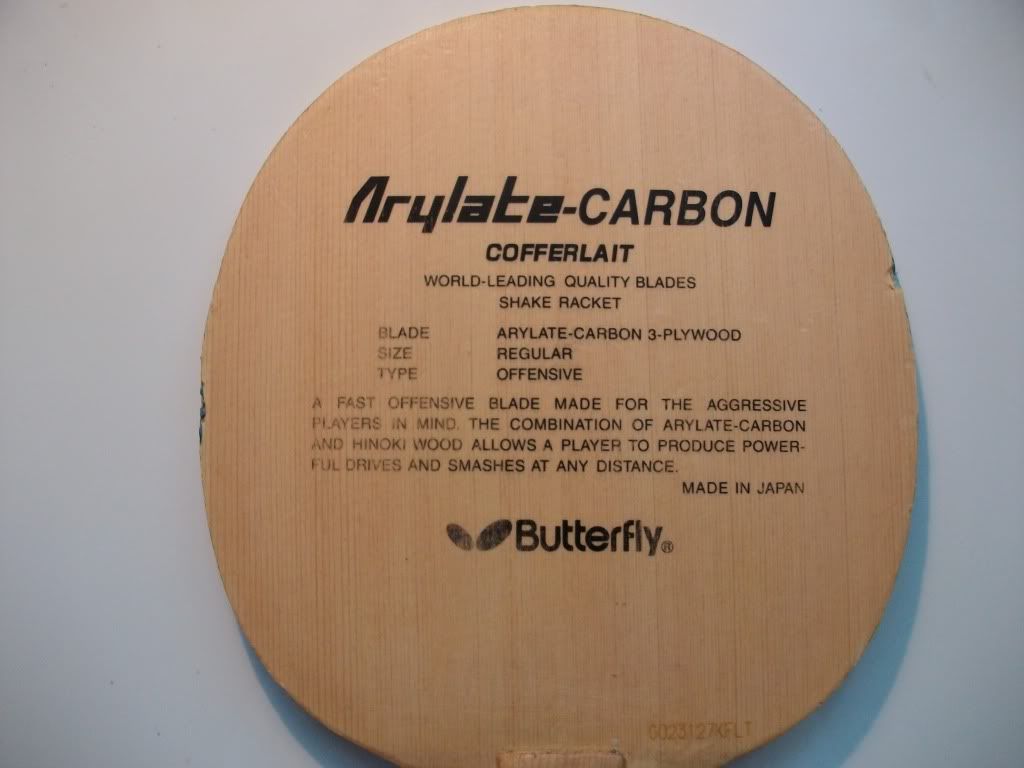 Arylate-CARBON
COFFERLAIT
WORLD-LEADING QUALITY BLADES
SHAKE RACKET
BLADE ARYLATE-CARBON 3-PLYWOOD
SIZE REGULAR
TYPE OFFENSIVE
A FAST OFFENSIVE BLADE MADE FOR THE AGGRESSIVE
PLAYERS IN MIND. THE COMBINATION OF ARYLATE-CARBON
AND HINOKI WOOD ALLOWS A PLAYER TO PRODUCE POWER-
FUL DRIVES AND SMASHES AT ANY DISTANCE.
MADE IN JAPAN
Butterfly®